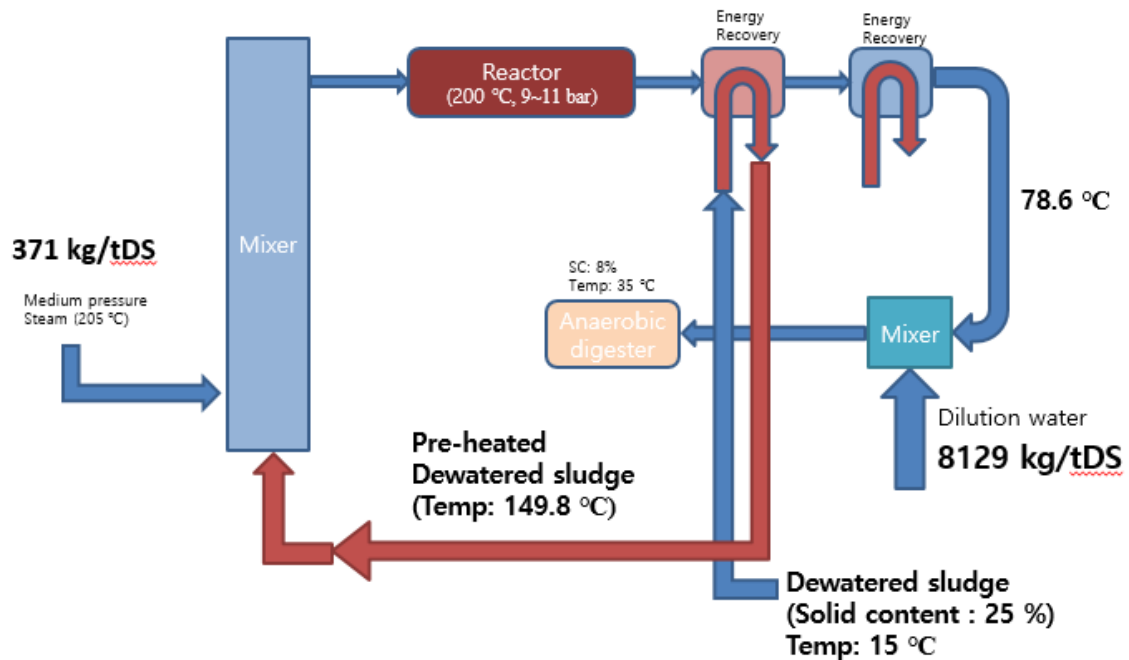 Energy
Recovery
Energy
Recovery
Reactor
(200 ℃, 9~11 bar)
78.6 ℃
371 kg/tDS
Mixer
Medium pressure
Steam (205 ℃)
SC: 8%
Temp: 35 ℃
Anaerobic
digester
Mixer
Dilution water
8129 kg/tDS
Pre-heated
Dewatered sludge
(Temp: 149.8 ℃)
Dewatered sludge
(Solid content : 25 %)
Temp: 15 ℃